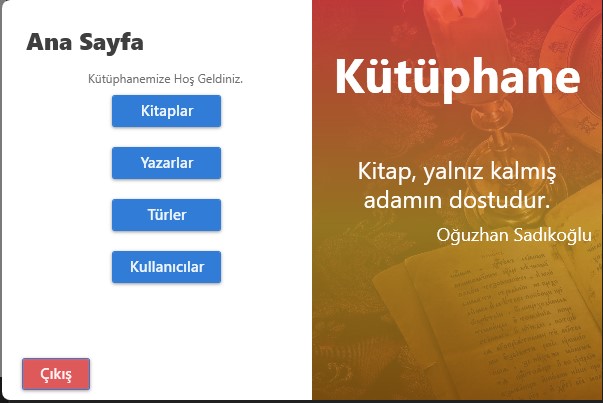 Ana Sayfa
Kütüphanemize Hoş Geldiniz.
Kitaplar
Yazarlar
Türler
Kullanıcılar
Çıkış
Kütüphane
Kitap, yalnız kalmış
adamın dostudur.
Oğuzhan Sadıkoğlu